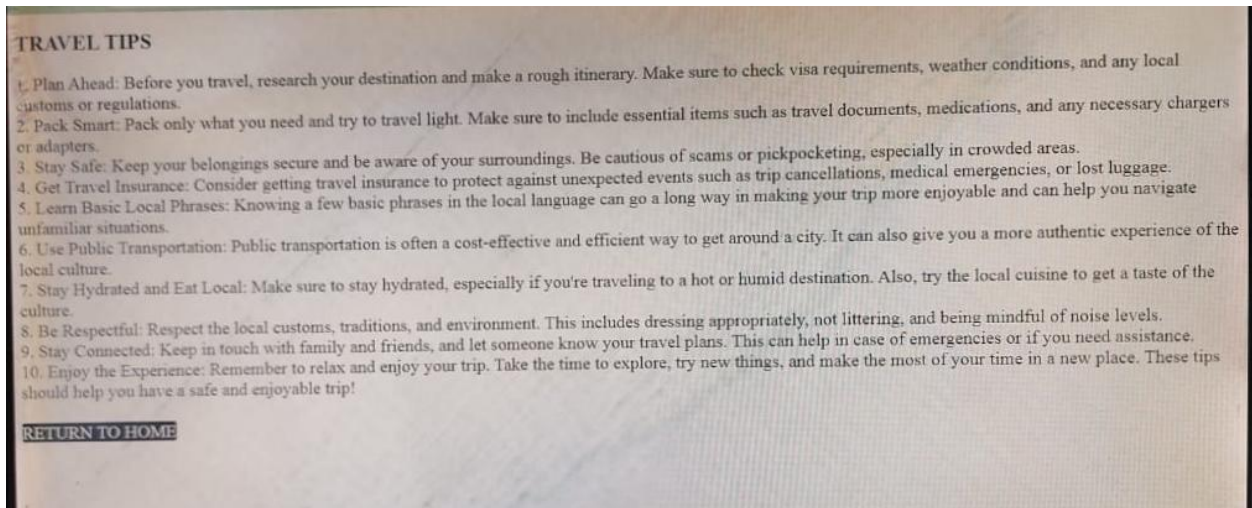 TRAVEL TIPS
1. Plan Ahead: Before you travel, research your destination and make a rough itinerary. Make sure to check visa requirements, weather conditions, and any local
customs or regulations.
2. Pack Smart: Pack only what you need and try to travel light. Make sure to include essential items such as travel documents, medications, and any necessary chargers
or adapters.
3. Stay Safe: Keep your belongings secure and be aware of your surroundings. Be cautious of scams or pickpocketing, especially in crowded areas.
4. Get Travel Insurance: Consider getting travel insurance to protect against unexpected events such as trip cancellations, medical emergencies, or lost luggage.
5. Learn Basic Local Phrases: Knowing a few basic phrases in the local language can go a long way in making your trip more enjoyable and can help you navigate
unfamiliar situations.
6. Use Public Transportation: Public transportation is often a cost-effective and efficient way to get around a city. It can also give you a more authentic experience of the
local culture.
7. Stay Hydrated and Eat Local: Make sure to stay hydrated, especially if you're traveling to a hot or humid destination. Also, try the local cuisine to get a taste of the
culture.
8. Be Respectful: Respect the local customs, traditions, and environment. This includes dressing appropriately, not littering, and being mindful of noise levels.
9. Stay Connected: Keep in touch with family and friends, and let someone know your travel plans. This can help in case of emergencies or if you need assistance.
10. Enjoy the Experience: Remember to relax and enjoy your trip. Take the time to explore, try new things, and make the most of your time in a new place. These tips
should help you have a safe and enjoyable trip!
RETURN TO HOME